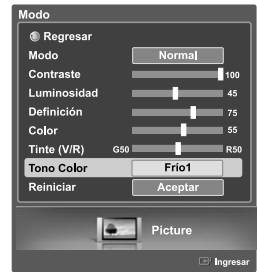 Modo
Regresar
Modo Normal
Contraste 100
Luminosidad 45
Definición 75
Color 55
Tinte (V/R) G50 R50
Tono Color Frío1
Reiniciar Aceptar
Picture
Ingresar